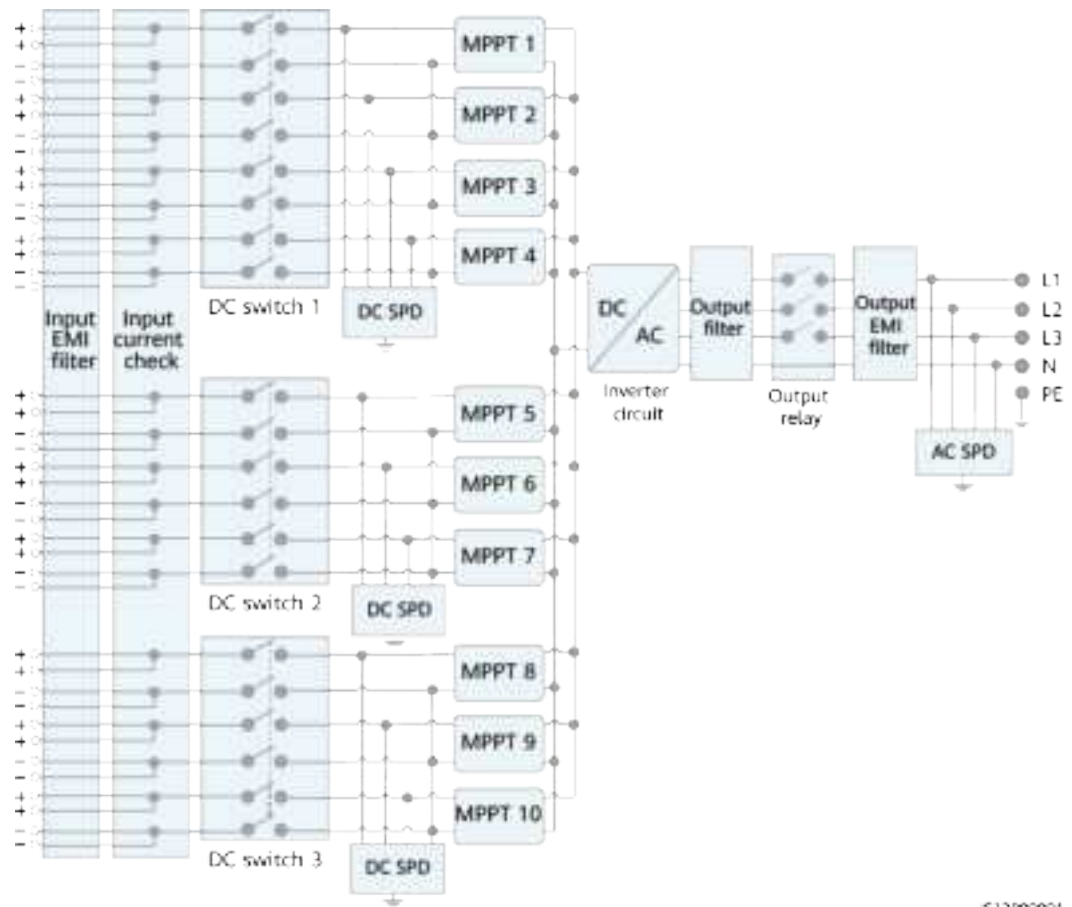 MPPT 1
MPPT 2
MPPT 3
MPPT 4
DC switch 1
DC SPD
Input
EMI
filter
Input
current
check
DC
AC
Inverter
circuit
Output
filter
Output
relay
Output
EMI
filter
L1
L2
L3
N
PE
AC SPD
MPPT 5
MPPT 6
MPPT 7
DC switch 2
DC SPD
MPPT 8
MPPT 9
MPPT 10
DC switch 3
DC SPD